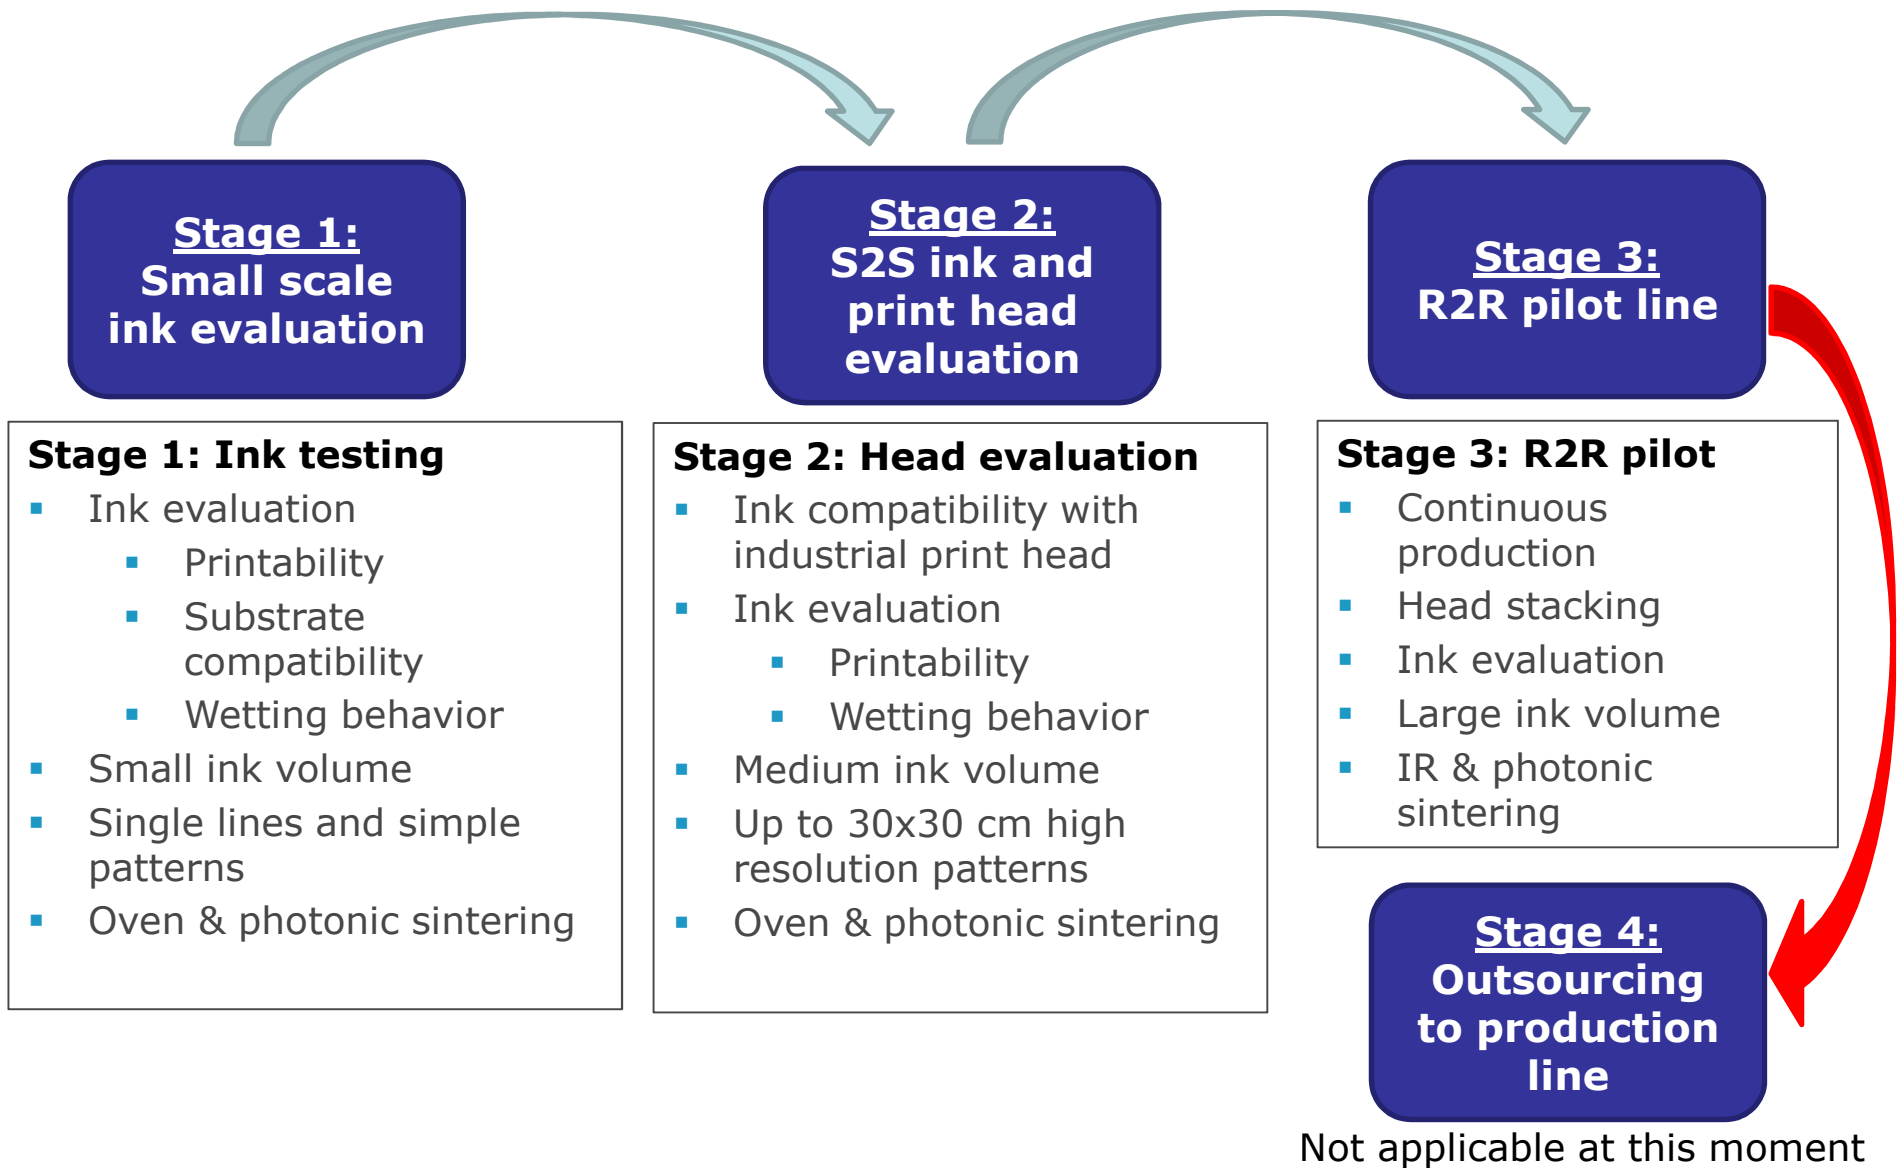 Stage 1:
Small scale
ink evaluation
Stage 2:
S2S ink and
print head
evaluation
Stage 3:
R2R pilot line
Stage 1: Ink testing
▪ Ink evaluation
▪ Printability
▪ Substrate
compatibility
▪ Wetting behavior
▪ Small ink volume
▪ Single lines and simple
patterns
▪ Oven & photonic sintering
Stage 2: Head evaluation
▪ Ink compatibility with
industrial print head
▪ Ink evaluation
▪ Printability
▪ Wetting behavior
▪ Medium ink volume
▪ Up to 30x30 cm high
resolution patterns
▪ Oven & photonic sintering
Stage 3: R2R pilot
▪ Continuous
production
▪ Head stacking
▪ Ink evaluation
▪ Large ink volume
▪ IR & photonic
sintering
Stage 4:
Outsourcing
to production
line
Not applicable at this moment